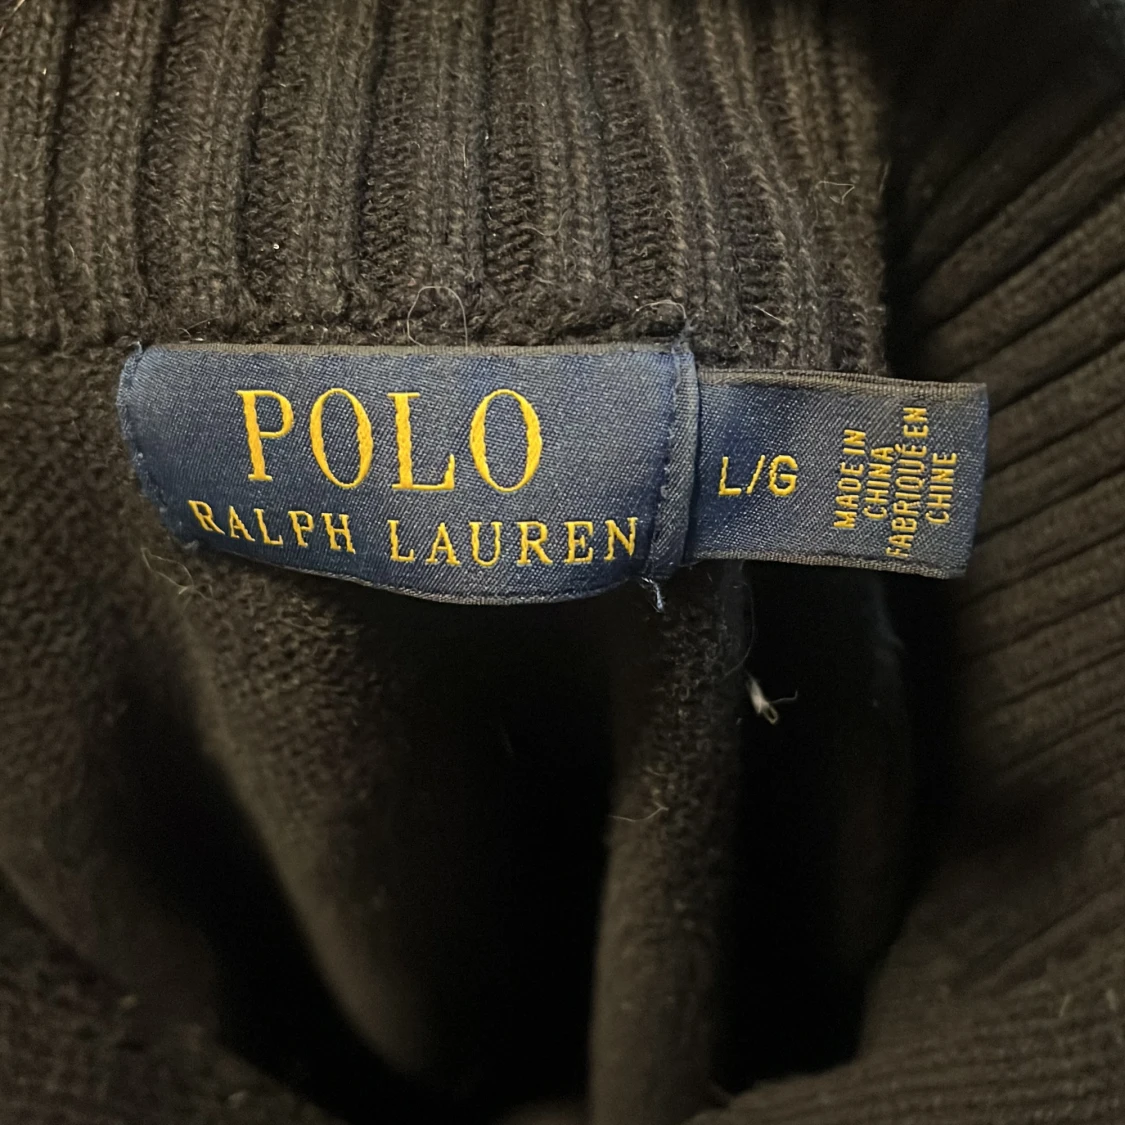 POLO
RALPH LAUREN
L/G
MADE IN
CHINA
FABRIQUÉ EN
CHINE